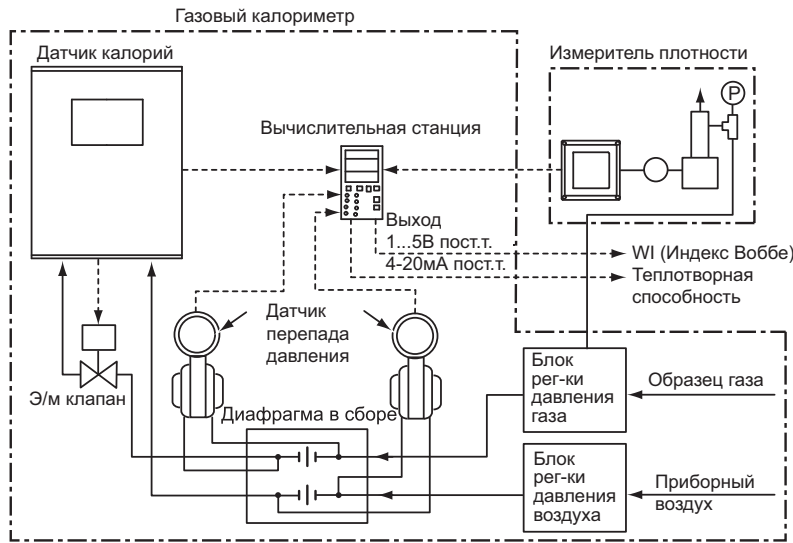 Газовый калориметр
Датчик калорий
Измеритель плотности
P
Вычислительная станция
Выход
1...5В пост.т.
4-20мА пост.т.
WI (Индекс Воббе)
Теплотворная
способность
Датчик
перепада
давления
Э/м клапан
Диафрагма в сборе
Блок
рег-ки
давления
газа
Образец газа
Блок
рег-ки
давления
воздуха
Приборный
воздух